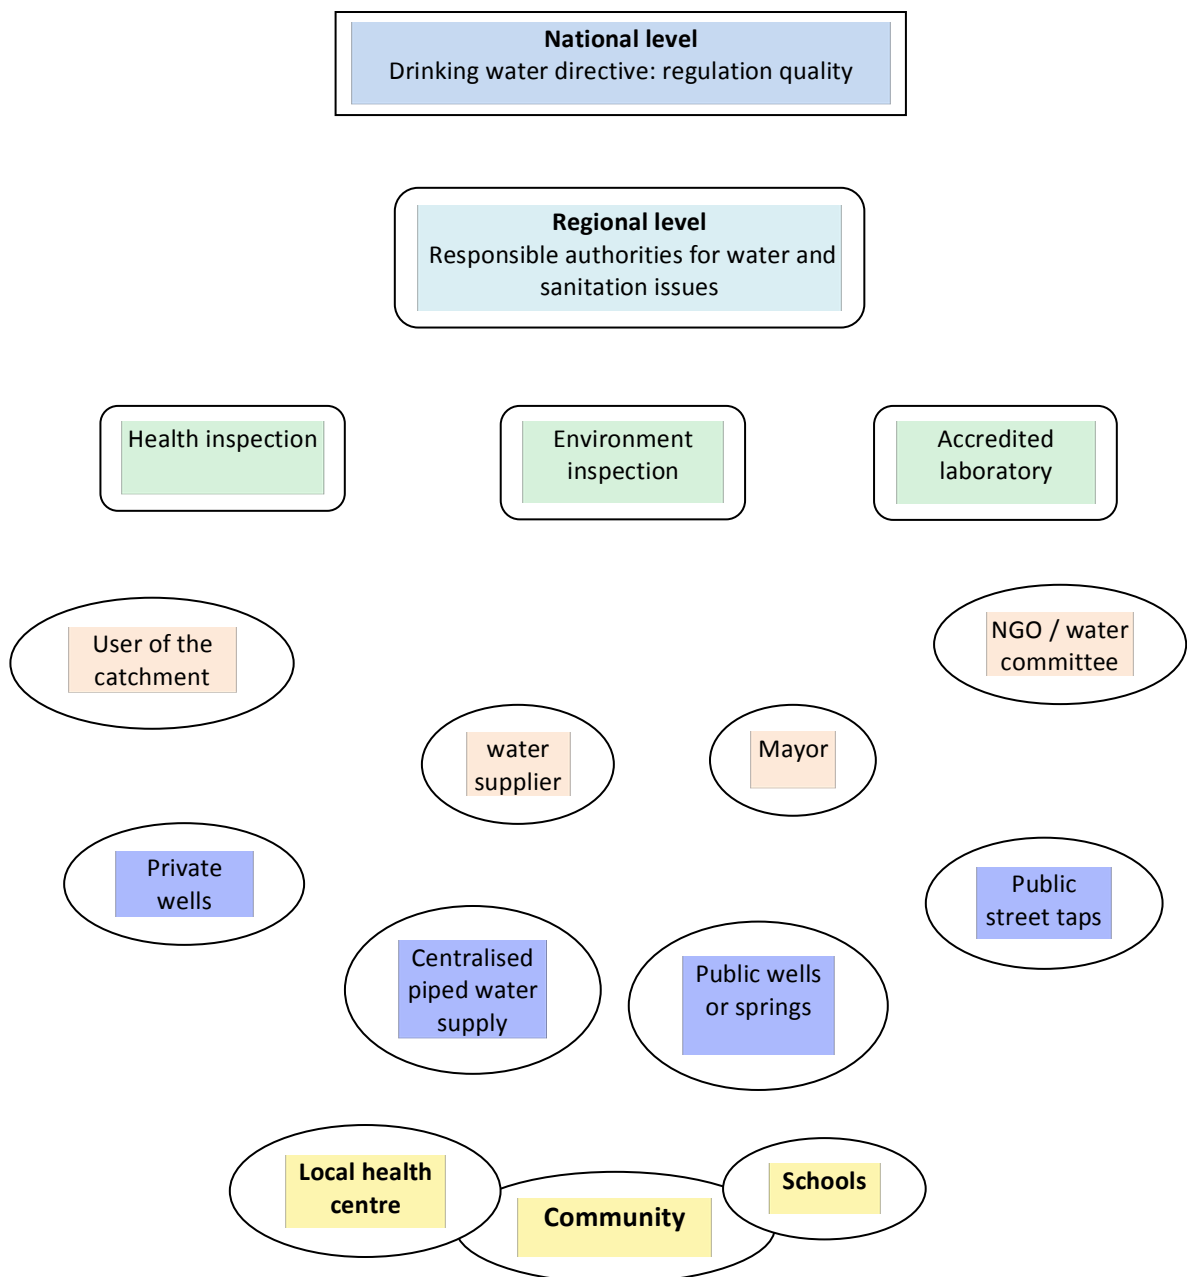 National level
Drinking water directive: regulation quality
Regional level
Responsible authorities for water and
sanitation issues
Health inspection
Environment
inspection
Accredited
laboratory
User of the
catchment
NGO / water
committee
water
supplier
Mayor
Private
wells
Public
street taps
Centralised
piped water
supply
Public wells
or springs
Local health
centre
Community
Schools